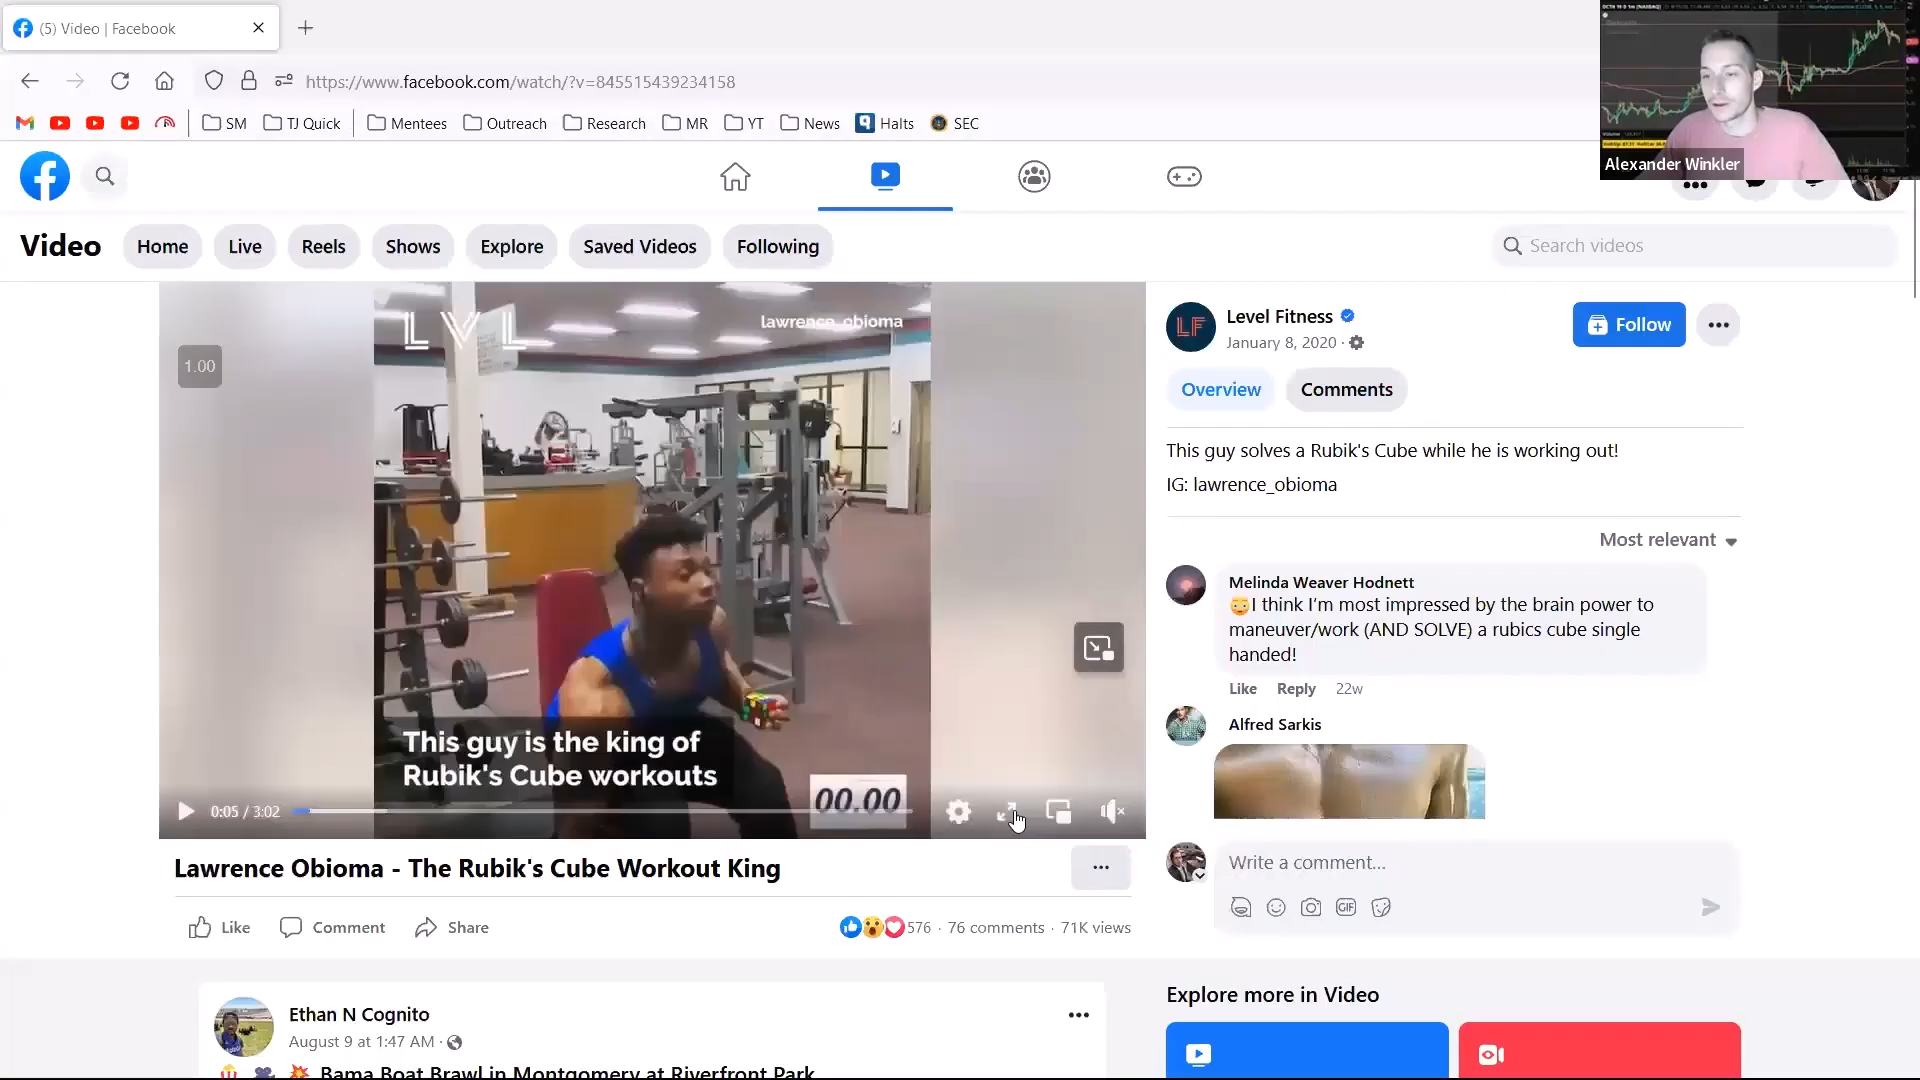 (5) Video | Facebook
https://www.facebook.com/watch/?v=845515439234158
SM
TJ Quick
Mentees
Outreach
Research
MR
YT
News
Halts
SEC
Alexander Winkler
Video
Home
Live
Reels
Shows
Explore
Saved Videos
Following
Search videos
1.00
LVL
lawrence_obioma
This guy is the king of
Rubik's Cube workouts
00.00
0:05 / 3:02
Lawrence Obioma - The Rubik's Cube Workout King
Like
Comment
Share
576 · 76 comments · 71K views
Ethan N Cognito
August 9 at 1:47 AM ·
Bama Boat Brawl in Montgomery at Riverfront Park
LF
Level Fitness
January 8, 2020 ·
Follow
Overview
Comments
This guy solves a Rubik's Cube while he is working out!
IG: lawrence_obioma
Most relevant
Melinda Weaver Hodnett
😳I think I'm most impressed by the brain power to
maneuver/work (AND SOLVE) a rubics cube single
handed!
Like Reply 22w
Alfred Sarkis
Write a comment...
GIF
Explore more in Video